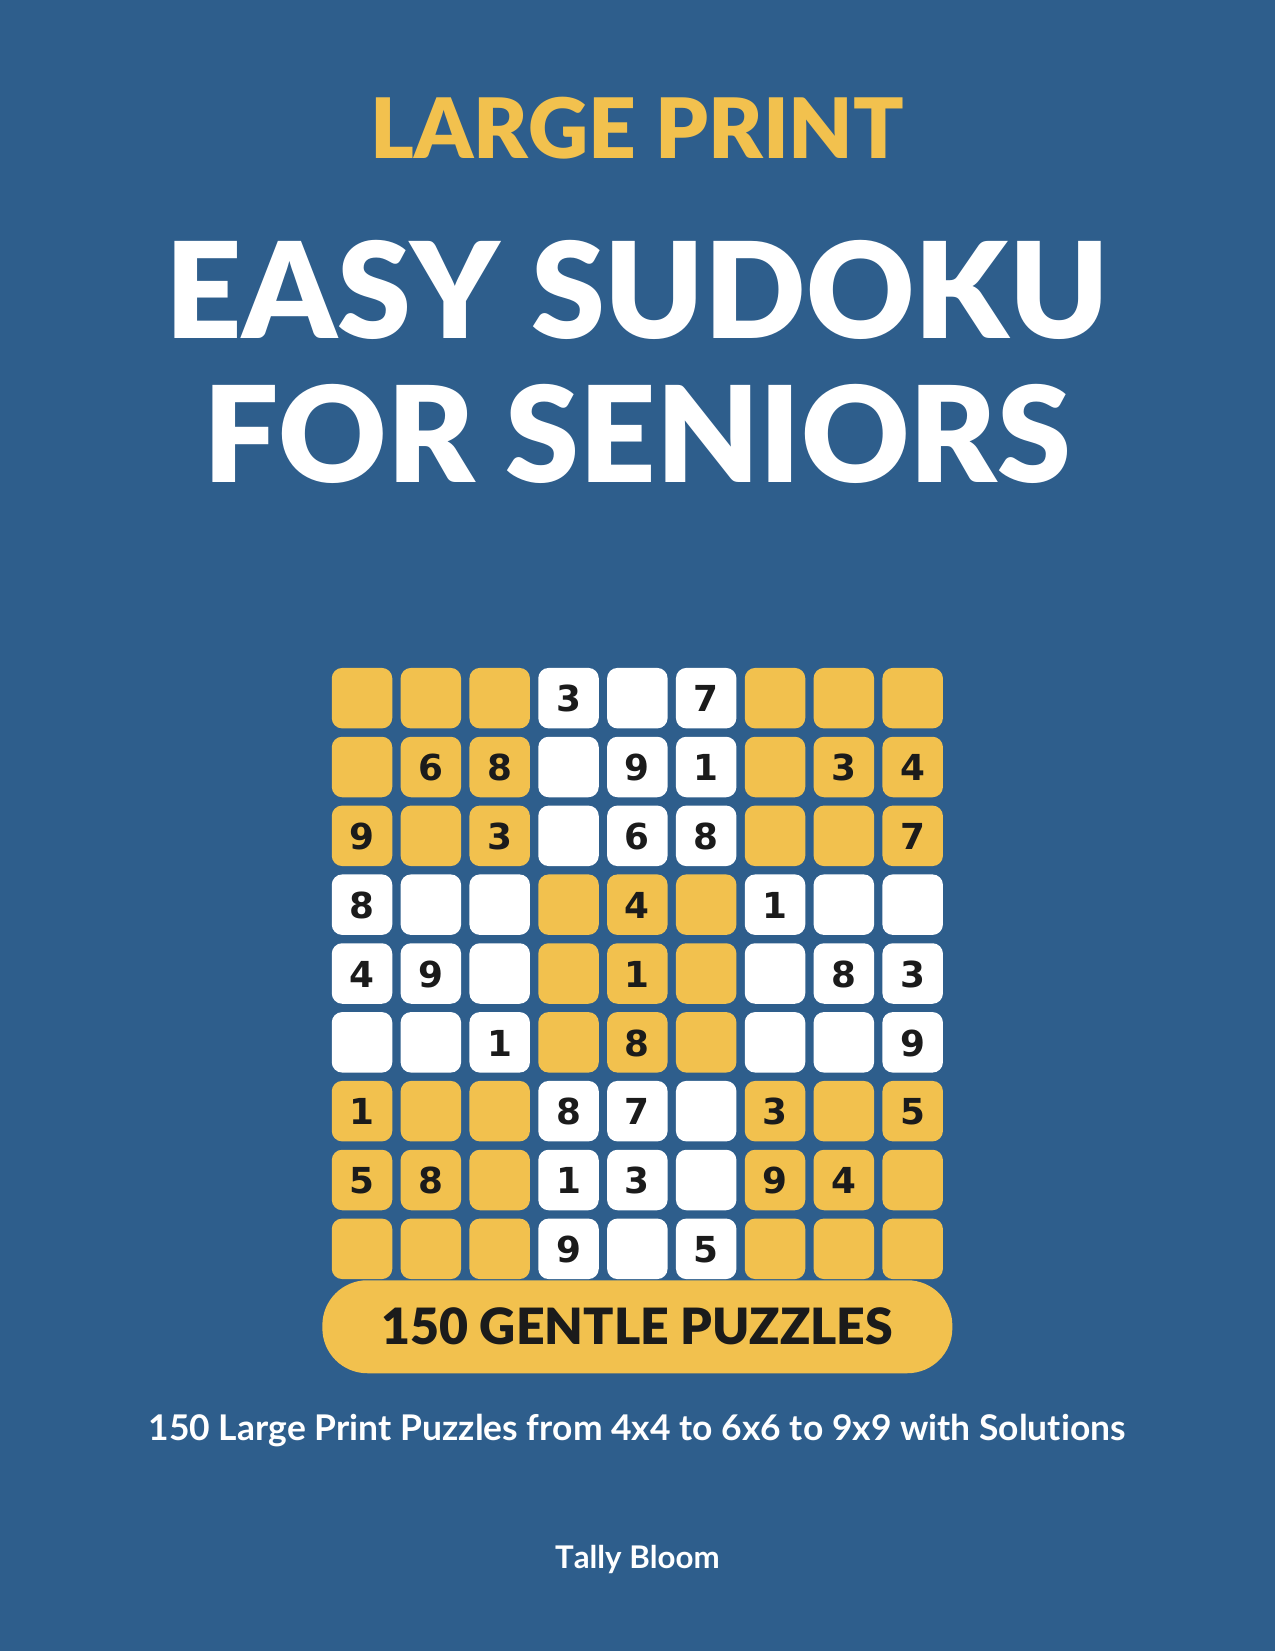 LARGE PRINT
EASY SUDOKU
FOR SENIORS
3 7
6 8 9 1 3 4
9 3 6 8 7
8 4 1
4 9 1 8 3
1 8 9
1 8 7 3 5
5 8 1 3 9 4
9 5
150 GENTLE PUZZLES
150 Large Print Puzzles from 4x4 to 6x6 to 9x9 with Solutions
Tally Bloom